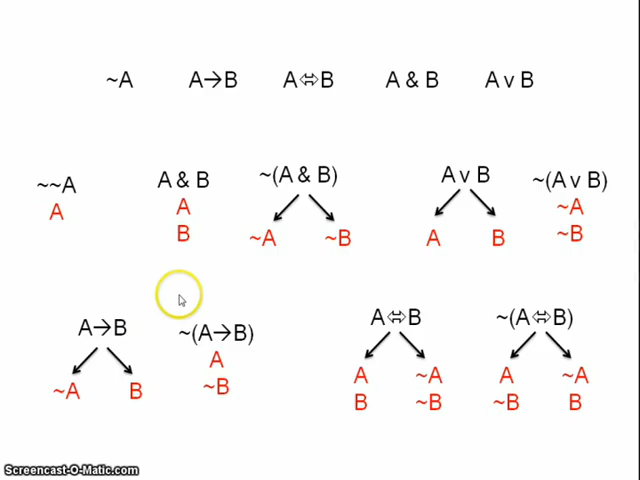 ~A A→B A⇔B A & B A v B
~~A A & B ~(A & B) A v B ~(A v B)
A A ~A
B ~A ~B A B ~B
A→B ~(A→B) A⇔B ~(A⇔B)
~A B A A ~A A ~A
~B B ~B ~B B
Screencast-O-Matic.com